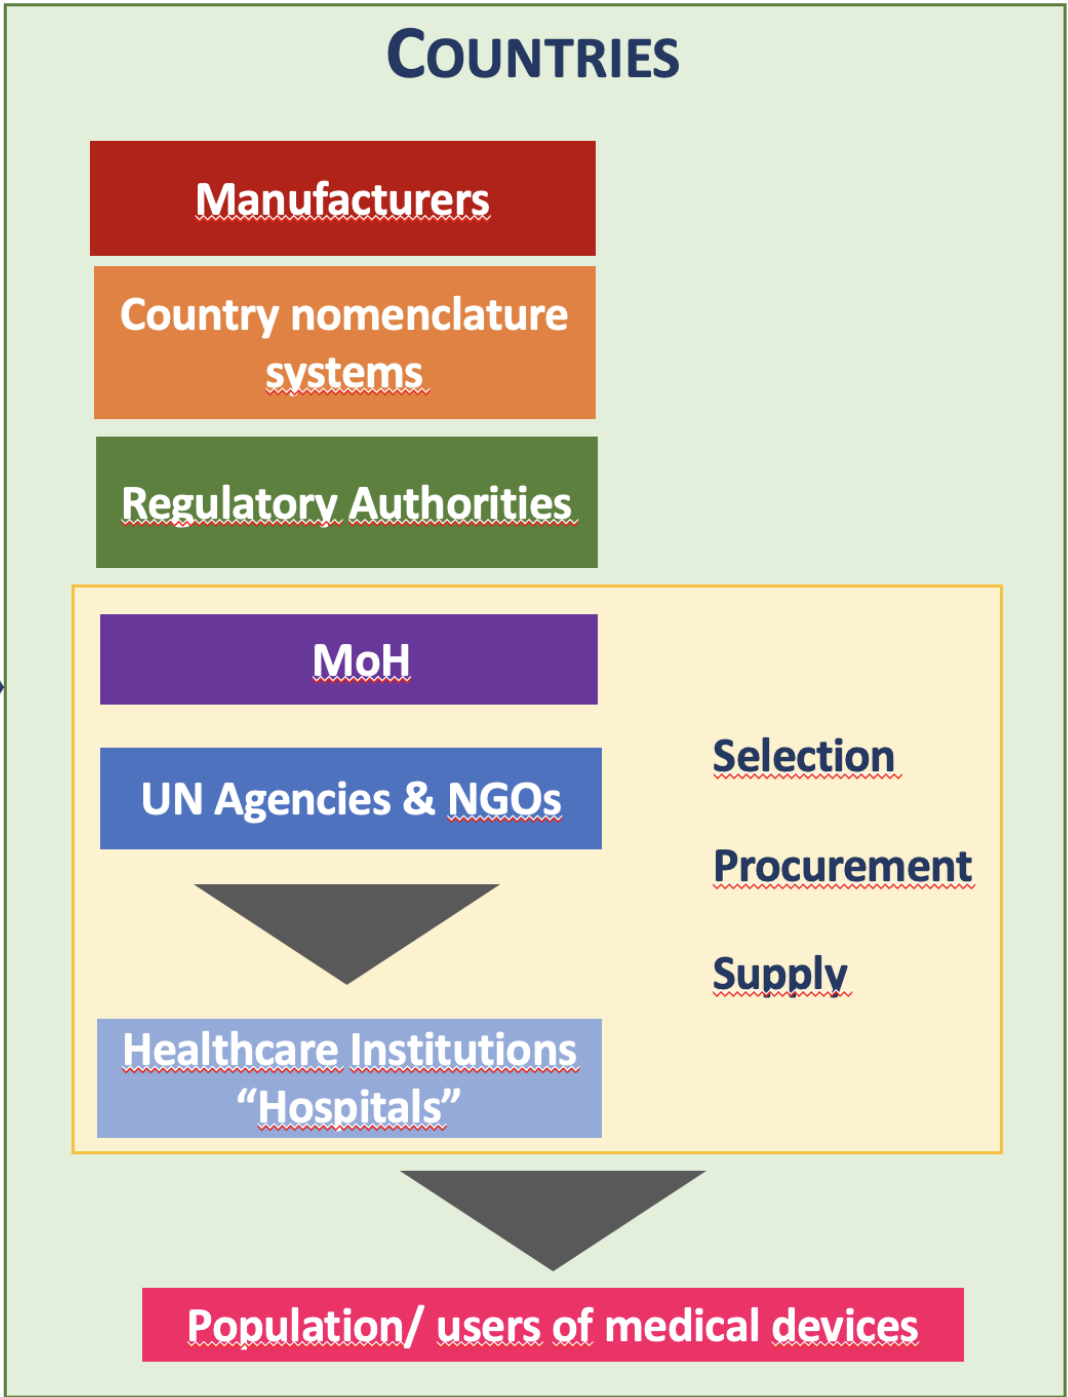 COUNTRIES
Manufacturers
Country nomenclature
systems
Regulatory Authorities
MoH
UN Agencies & NGOs
Selection
Procurement
Supply
Healthcare Institutions
“Hospitals”
Population/ users of medical devices